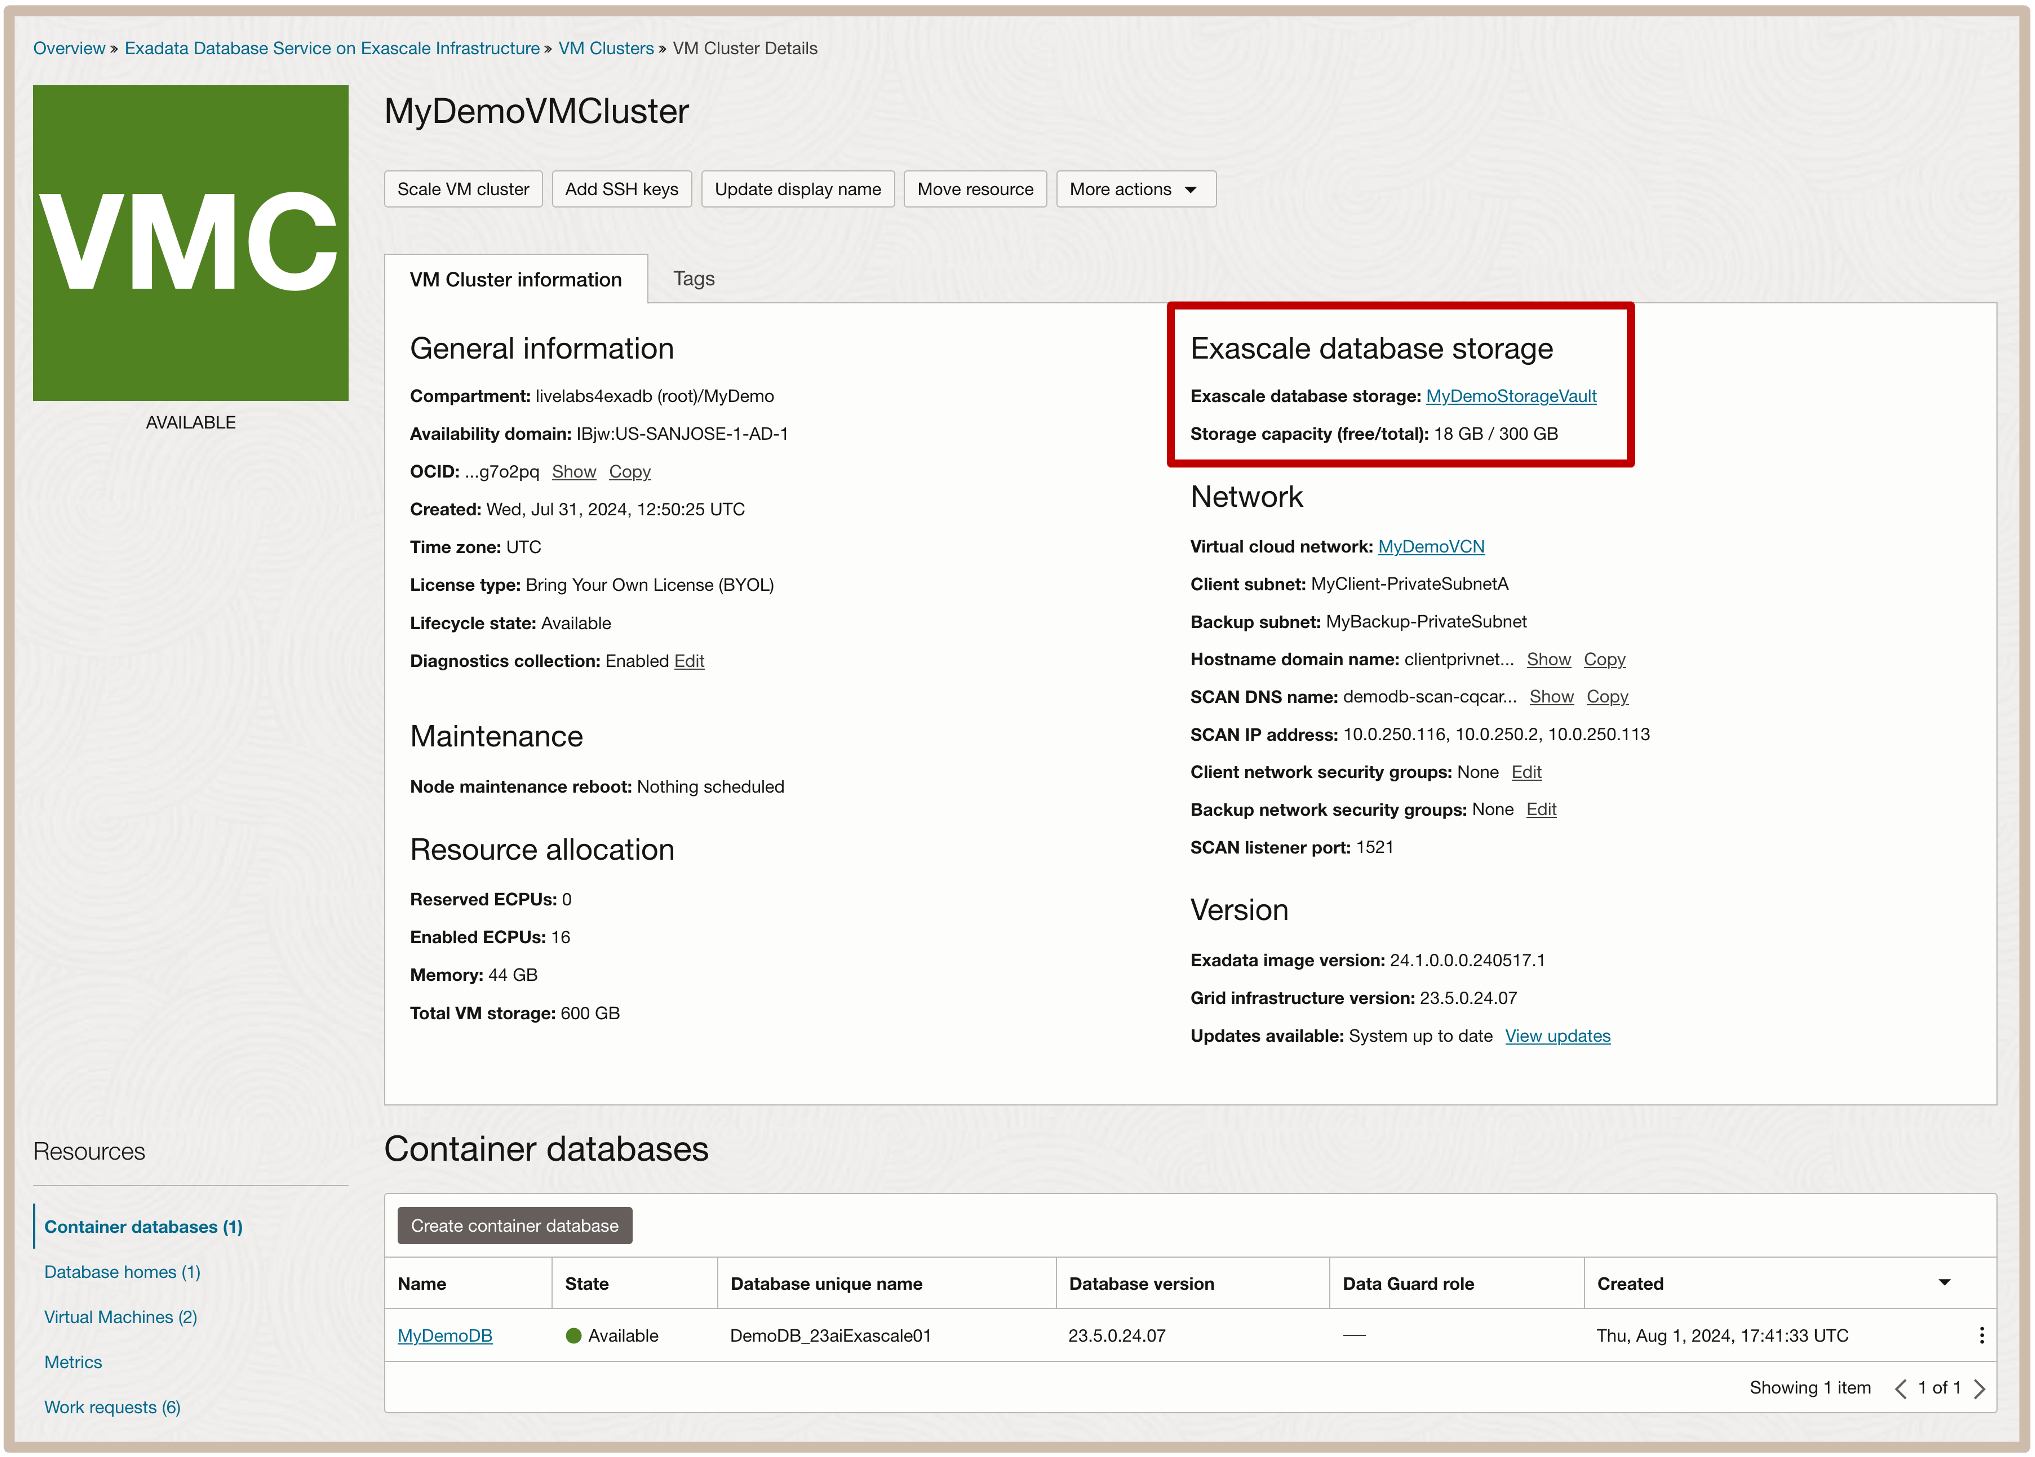 Overview » Exadata Database Service on Exascale Infrastructure » VM Clusters » VM Cluster Details
VMC
AVAILABLE
MyDemoVMCluster
Scale VM cluster
Add SSH keys
Update display name
Move resource
More actions
VM Cluster information
Tags
General information
Compartment: livelabs4exadb (root)/MyDemo
Availability domain: IBjw:US-SANJOSE-1-AD-1
OCID: ...g7o2pq Show Copy
Created: Wed, Jul 31, 2024, 12:50:25 UTC
Time zone: UTC
License type: Bring Your Own License (BYOL)
Lifecycle state: Available
Diagnostics collection: Enabled Edit
Maintenance
Node maintenance reboot: Nothing scheduled
Resource allocation
Reserved ECPUs: 0
Enabled ECPUs: 16
Memory: 44 GB
Total VM storage: 600 GB
Exascale database storage
Exascale database storage: MyDemoStorageVault
Storage capacity (free/total): 18 GB / 300 GB
Network
Virtual cloud network: MyDemoVCN
Client subnet: MyClient-PrivateSubnetA
Backup subnet: MyBackup-PrivateSubnet
Hostname domain name: clientprivnet... Show Copy
SCAN DNS name: demodb-scan-cqcar... Show Copy
SCAN IP address: 10.0.250.116, 10.0.250.2, 10.0.250.113
Client network security groups: None Edit
Backup network security groups: None Edit
SCAN listener port: 1521
Version
Exadata image version: 24.1.0.0.0.240517.1
Grid infrastructure version: 23.5.0.24.07
Updates available: System up to date View updates
Resources
Container databases (1)
Database homes (1)
Virtual Machines (2)
Metrics
Work requests (6)
Container databases
Create container database
Name State Database unique name Database version Data Guard role Created
MyDemoDB Available DemoDB_23aiExascale01 23.5.0.24.07 — Thu, Aug 1, 2024, 17:41:33 UTC
Showing 1 item 1 of 1